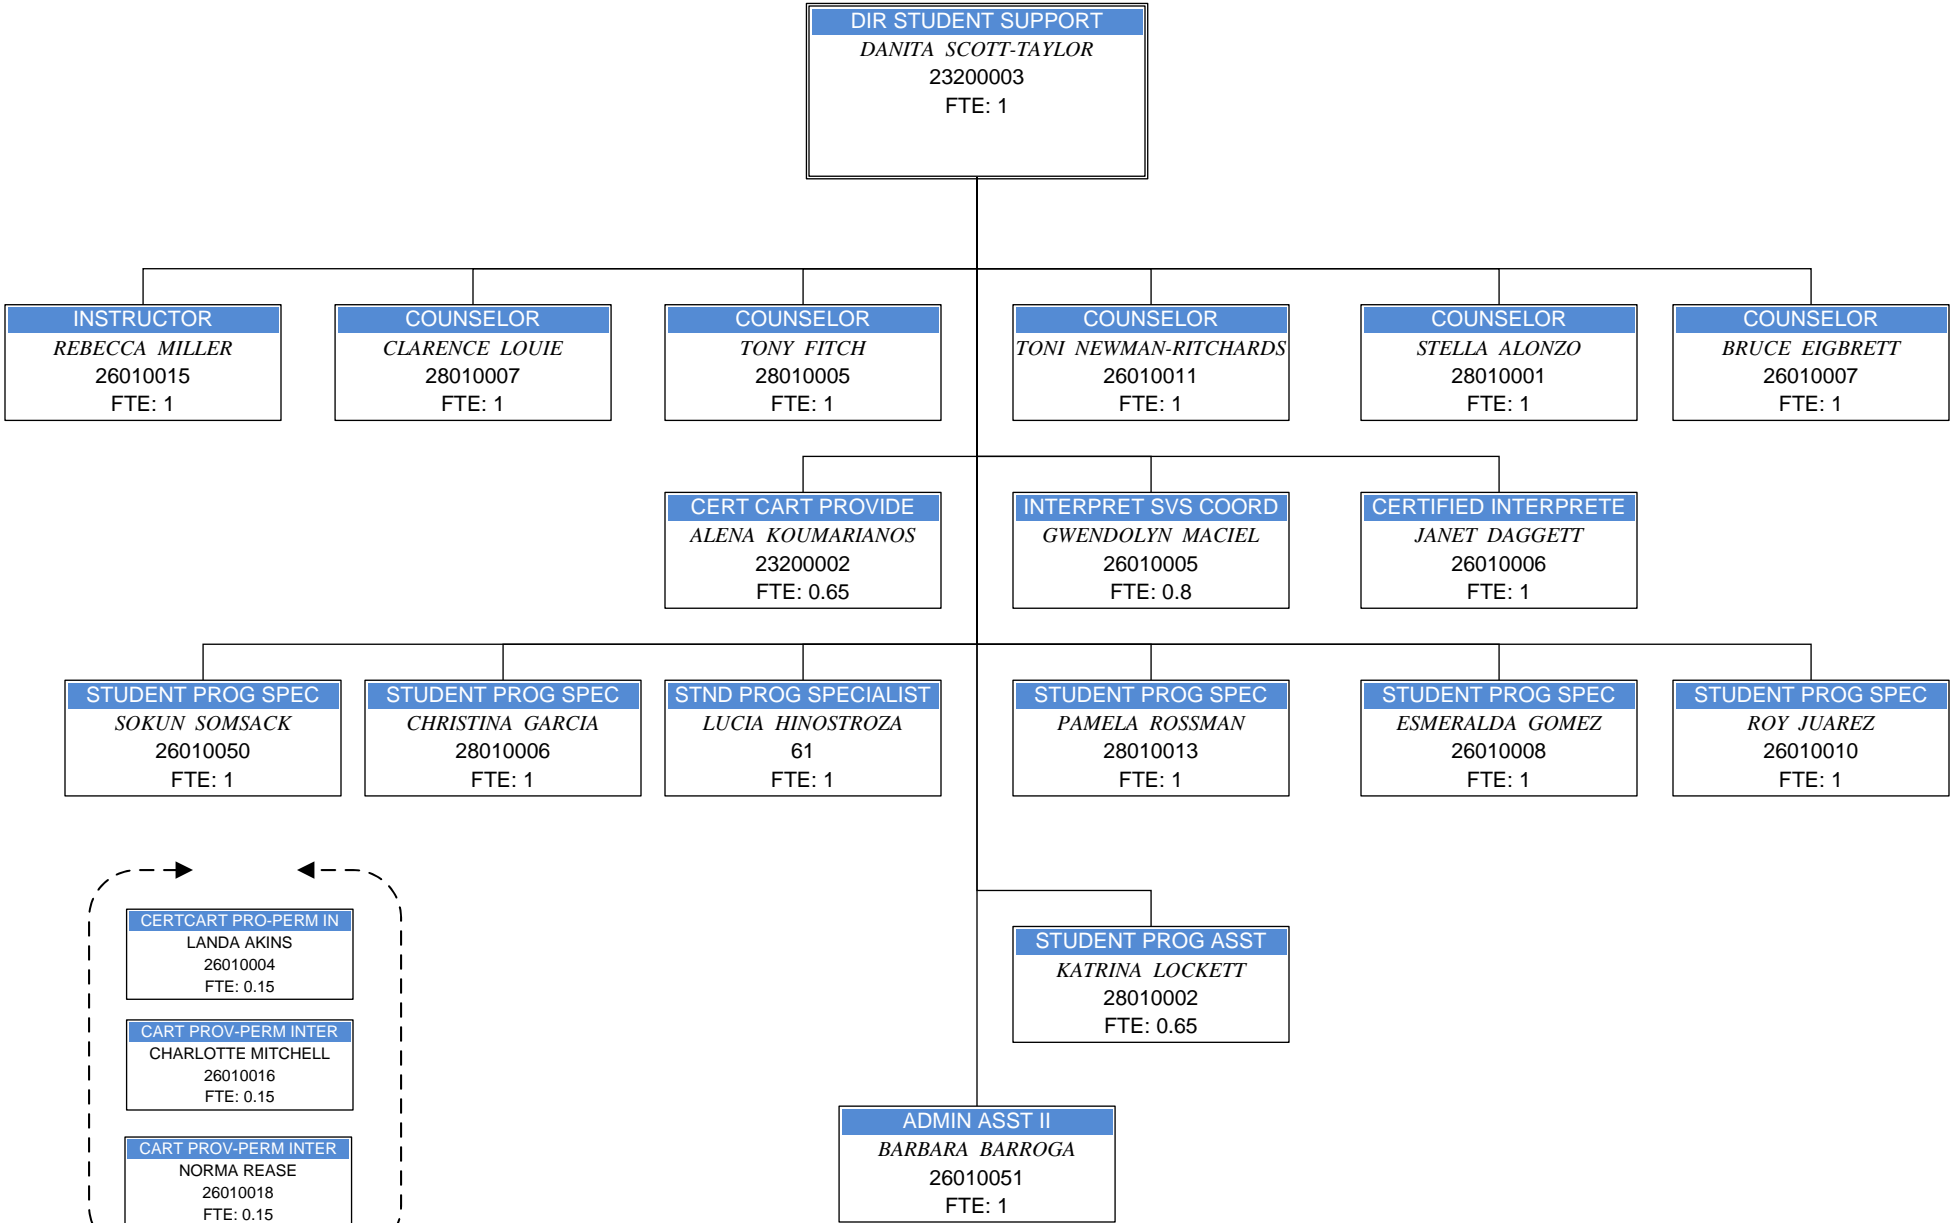 DIR STUDENT SUPPORT
DANITA SCOTT-TAYLOR
23200003
FTE: 1
INSTRUCTOR
REBECCA MILLER
26010015
FTE: 1
COUNSELOR
CLARENCE LOUIE
28010007
FTE: 1
COUNSELOR
TONY FITCH
28010005
FTE: 1
COUNSELOR
TONI NEWMAN-RITCHARDS
26010011
FTE: 1
COUNSELOR
STELLA ALONZO
28010001
FTE: 1
COUNSELOR
BRUCE EIGBRETT
26010007
FTE: 1
CERT CART PROVIDE
ALENA KOUMARIANOS
23200002
FTE: 0.65
INTERPRET SVS COORD
GWENDOLYN MACIEL
26010005
FTE: 0.8
CERTIFIED INTERPRETE
JANET DAGGETT
26010006
FTE: 1
STUDENT PROG SPEC
SOKUN SOMSACK
26010050
FTE: 1
STUDENT PROG SPEC
CHRISTINA GARCIA
28010006
FTE: 1
STND PROG SPECIALIST
LUCIA HINOSTROZA
61
FTE: 1
STUDENT PROG SPEC
PAMELA ROSSMAN
28010013
FTE: 1
STUDENT PROG SPEC
ESMERALDA GOMEZ
26010008
FTE: 1
STUDENT PROG SPEC
ROY JUAREZ
26010010
FTE: 1
CERTCART PRO-PERM IN
LANDA AKINS
26010004
FTE: 0.15
CART PROV-PERM INTER
CHARLOTTE MITCHELL
26010016
FTE: 0.15
CART PROV-PERM INTER
NORMA REASE
26010018
FTE: 0.15
STUDENT PROG ASST
KATRINA LOCKETT
28010002
FTE: 0.65
ADMIN ASST II
BARBARA BARROGA
26010051
FTE: 1